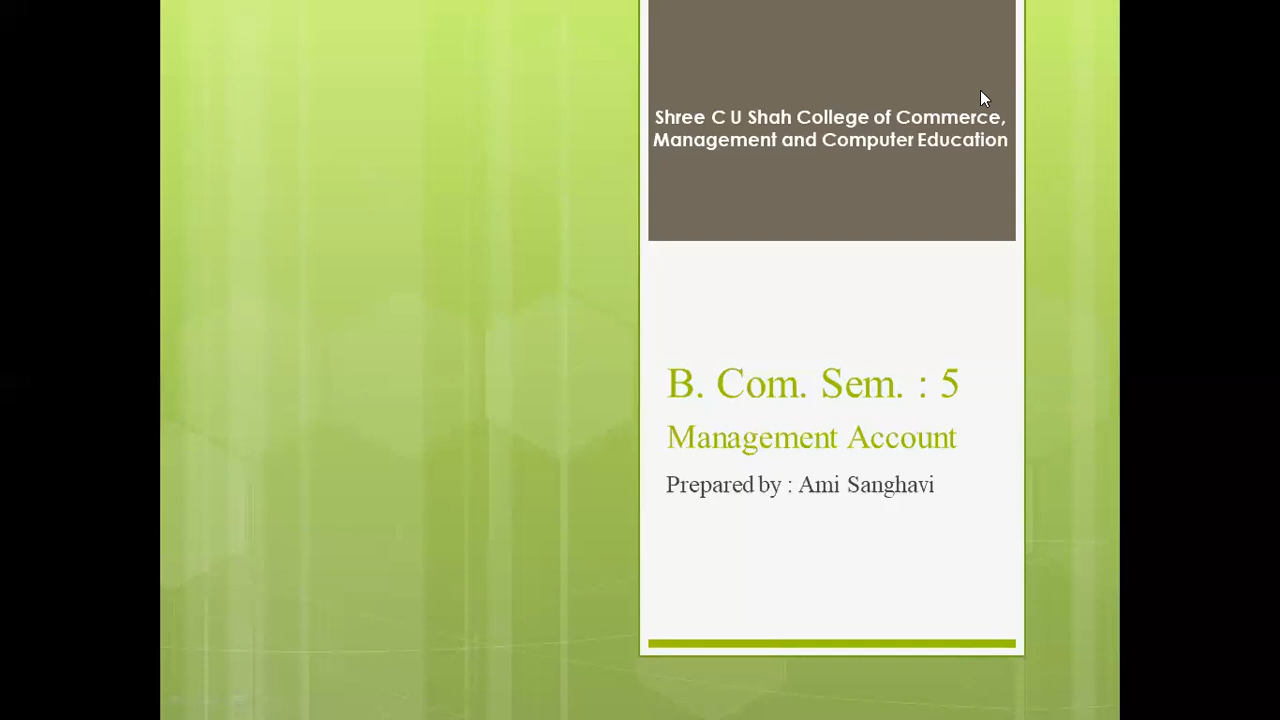 Shree C U Shah College of Commerce,
Management and Computer Education
B. Com. Sem. : 5
Management Account
Prepared by : Ami Sanghavi